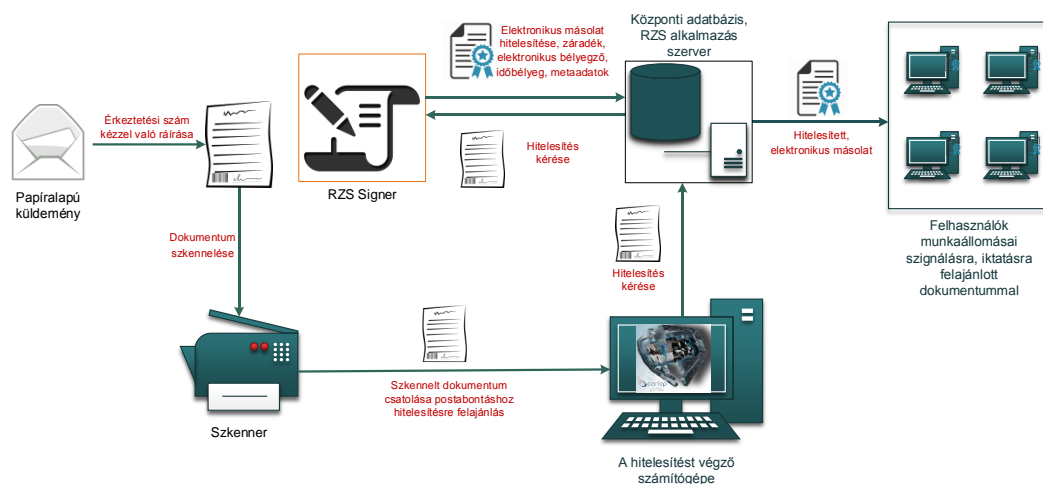 Elektronikus másolat
hitelesítése, záradék,
elektronikus bélyegző,
időbélyeg, metaadatok
Központi adatbázis,
RZS alkalmazás
szerver
Érkeztetési szám
kézzel való ráírása
Papíralapú
küldemény
RZS Signer
Hitelesítés
kérése
Hitelesített,
elektronikus másolat
Felhasználók
munkaállomásai
szignálásra, iktatásra
felajánlott
dokumentummal
Dokumentum
szkennelése
Hitelesítés
kérése
Szkennelt dokumentum
csatolása postabontáshoz
hitelesítésre felajánlás
Szkenner
A hitelesítést végző
számítógépe